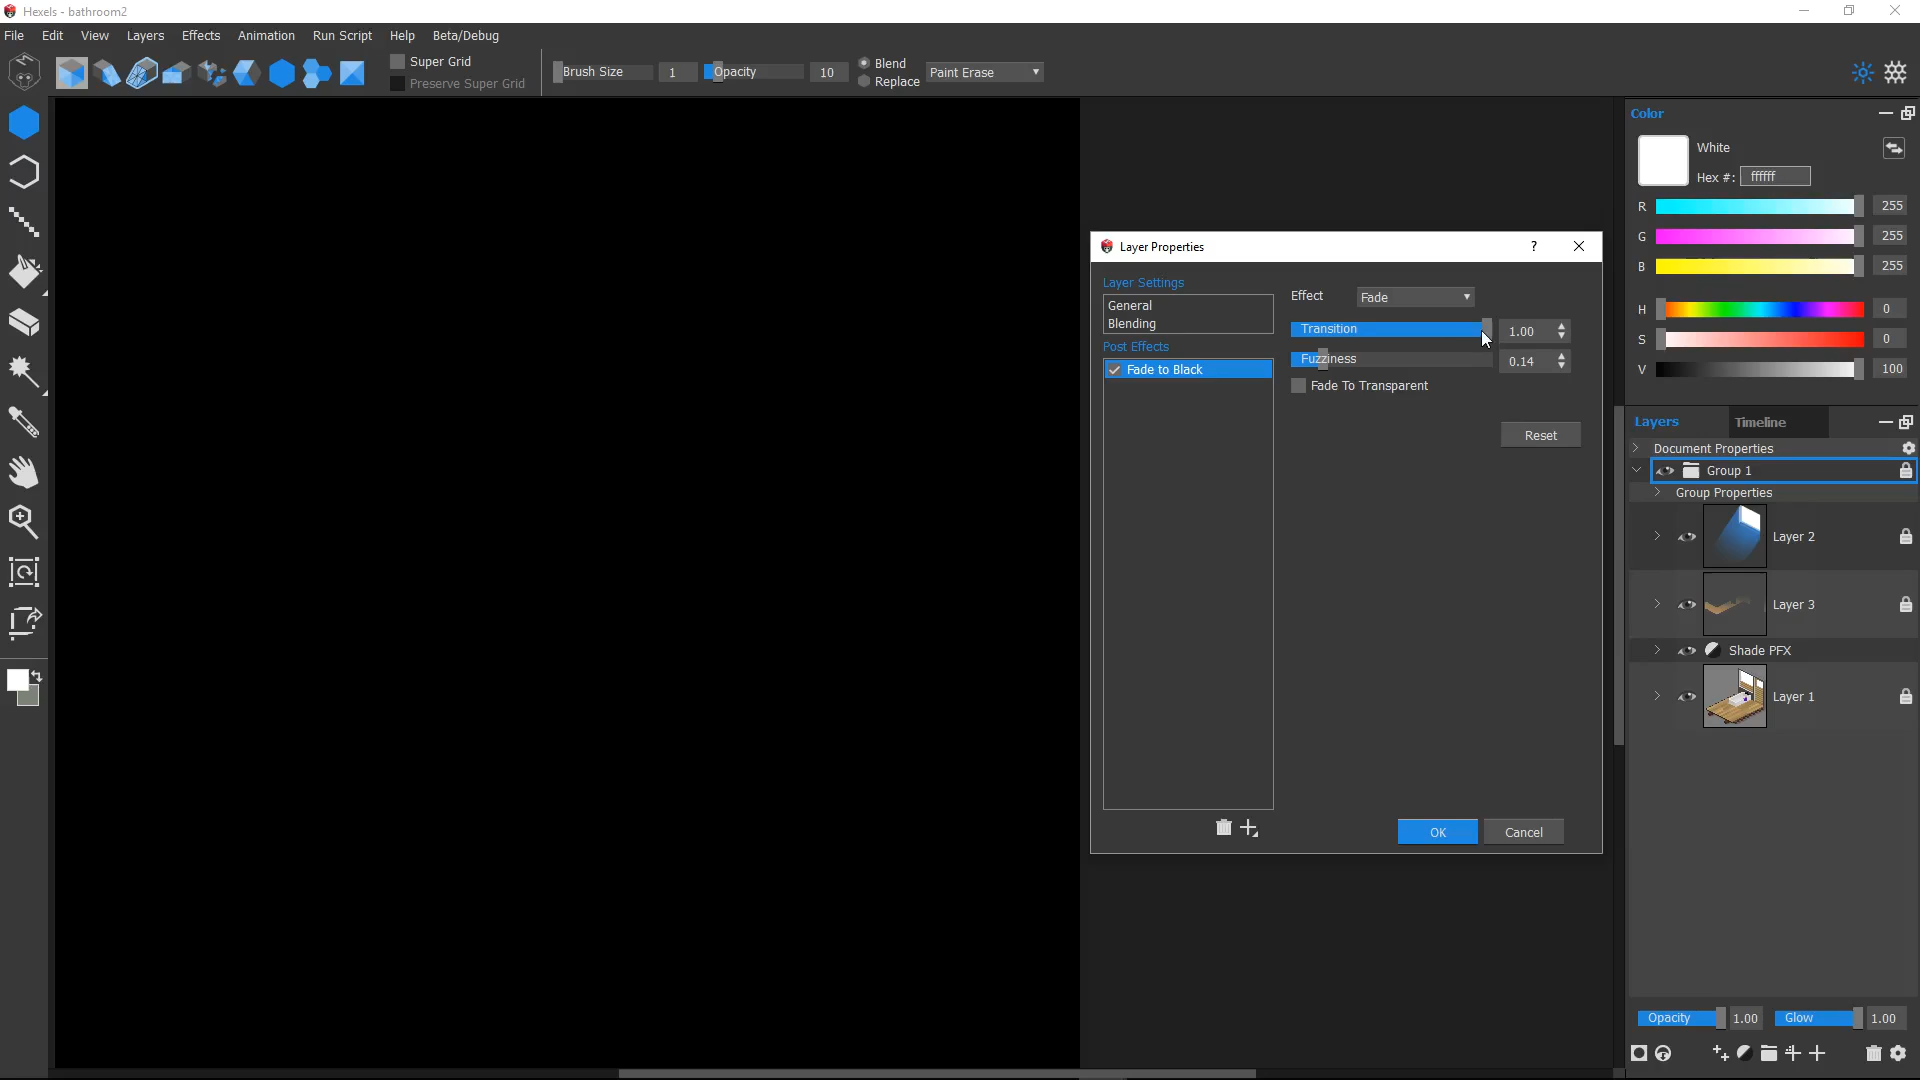 Hexels - bathroom2
File Edit View Layers Effects Animation Run Script Help Beta/Debug
Super Grid
Preserve Super Grid
Brush Size 1 Opacity 10
Blend
Replace
Paint Erase
Color
White
Hex #: ffffff
R 255
G 255
B 255
H 0
S 0
V 100
Layer Properties ?
Layer Settings
General
Blending
Post Effects
Fade to Black
Effect Fade
Transition 1.00
Fuzziness 0.14
Fade To Transparent
Reset
OK Cancel
Layers Timeline
Document Properties
Group 1
Group Properties
Layer 2
Layer 3
Shade PFX
Layer 1
Opacity 1.00 Glow 1.00